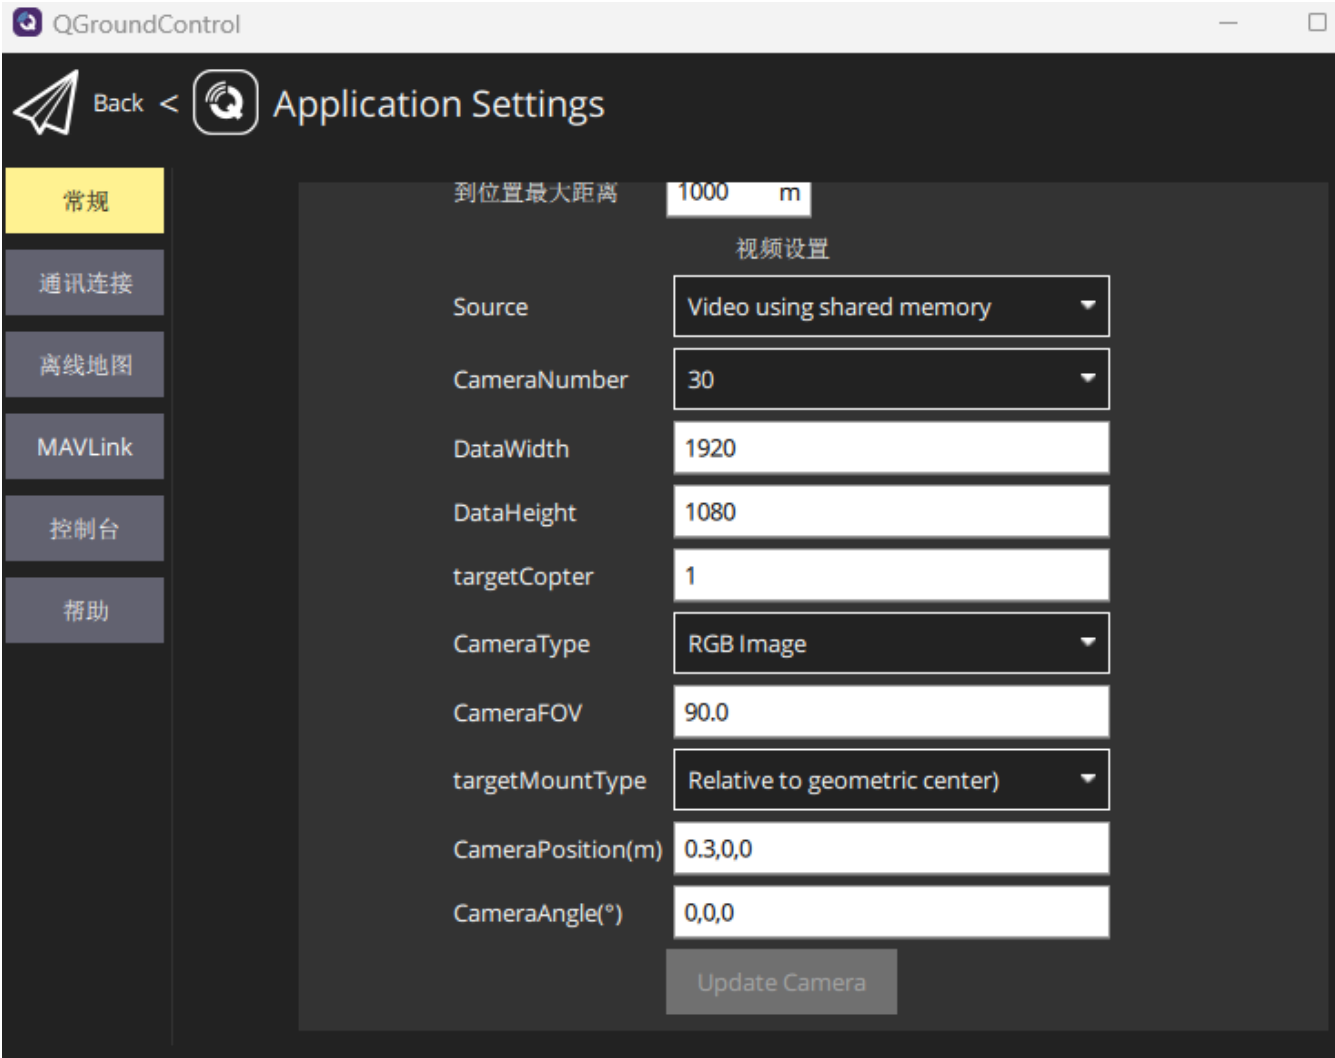 QGroundControl
Back < Application Settings
常规
通讯连接
离线地图
MAVLink
控制台
帮助
到位置最大距离 1000 m
视频设置
Source Video using shared memory
CameraNumber 30
DataWidth 1920
DataHeight 1080
targetCopter 1
CameraType RGB Image
CameraFOV 90.0
targetMountType Relative to geometric center)
CameraPosition(m) 0.3,0,0
CameraAngle(°) 0,0,0
Update Camera